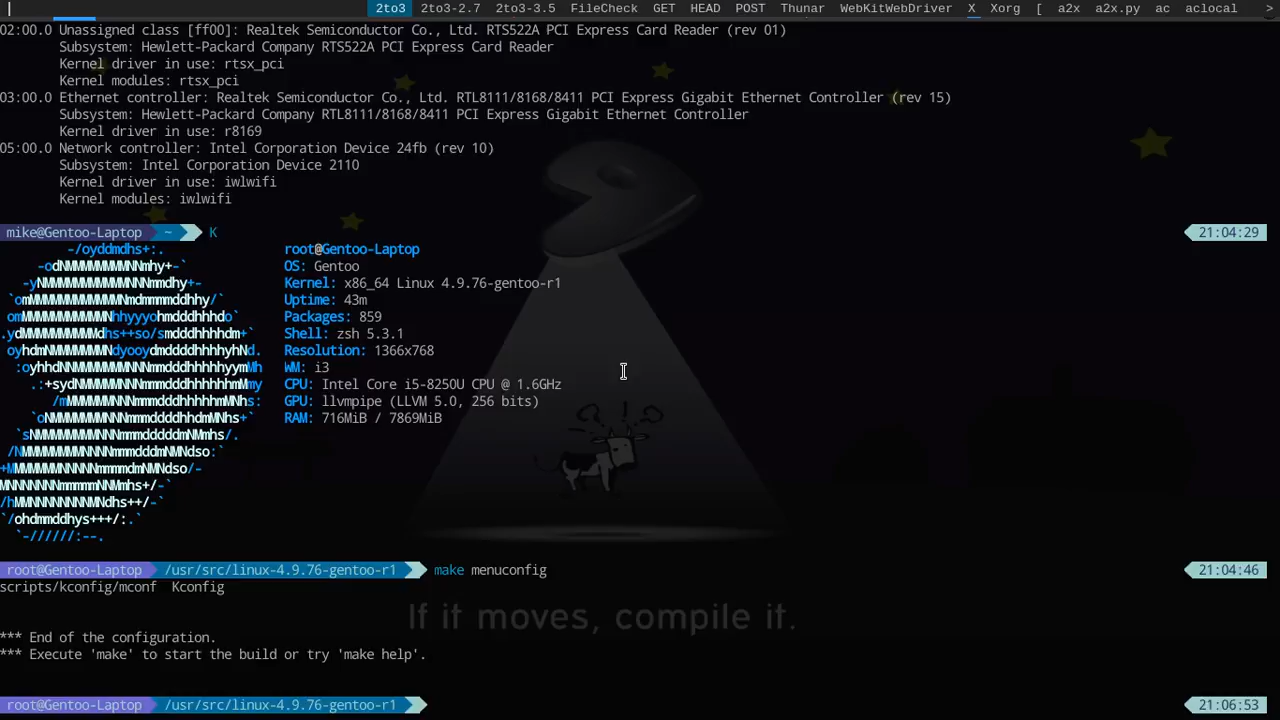 2to3 2to3-2.7 2to3-3.5 FileCheck GET HEAD POST Thunar WebKitWebDriver X Xorg [ a2x a2x.py ac aclocal >
02:00.0 Unassigned class [ff00]: Realtek Semiconductor Co., Ltd. RTS522A PCI Express Card Reader (rev 01)
Subsystem: Hewlett-Packard Company RTS522A PCI Express Card Reader
Kernel driver in use: rtsx_pci
Kernel modules: rtsx_pci
03:00.0 Ethernet controller: Realtek Semiconductor Co., Ltd. RTL8111/8168/8411 PCI Express Gigabit Ethernet Controller (rev 15)
Subsystem: Hewlett-Packard Company RTL8111/8168/8411 PCI Express Gigabit Ethernet Controller
Kernel driver in use: r8169
05:00.0 Network controller: Intel Corporation Device 24fb (rev 10)
Subsystem: Intel Corporation Device 2110
Kernel driver in use: iwlwifi
Kernel modules: iwlwifi
mike@Gentoo-Laptop ~ K 21:04:29
root@Gentoo-Laptop
OS: Gentoo
Kernel: x86_64 Linux 4.9.76-gentoo-r1
Uptime: 43m
Packages: 859
Shell: zsh 5.3.1
Resolution: 1366x768
WM: i3
CPU: Intel Core i5-8250U CPU @ 1.6GHz
GPU: llvmpipe (LLVM 5.0, 256 bits)
RAM: 716MiB / 7869MiB
root@Gentoo-Laptop /usr/src/linux-4.9.76-gentoo-r1 make menuconfig 21:04:46
scripts/kconfig/mconf Kconfig
If it moves, compile it.
*** End of the configuration.
*** Execute 'make' to start the build or try 'make help'.
root@Gentoo-Laptop /usr/src/linux-4.9.76-gentoo-r1 21:06:53